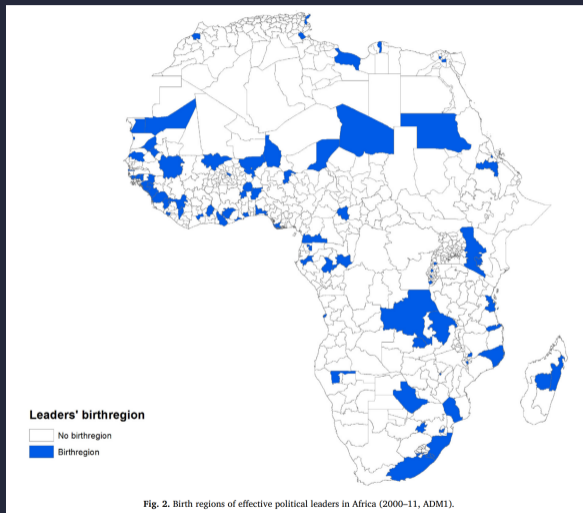 Leaders' birthregion
No birthregion
Birthregion
Fig. 2. Birth regions of effective political leaders in Africa (2000–11, ADM1).